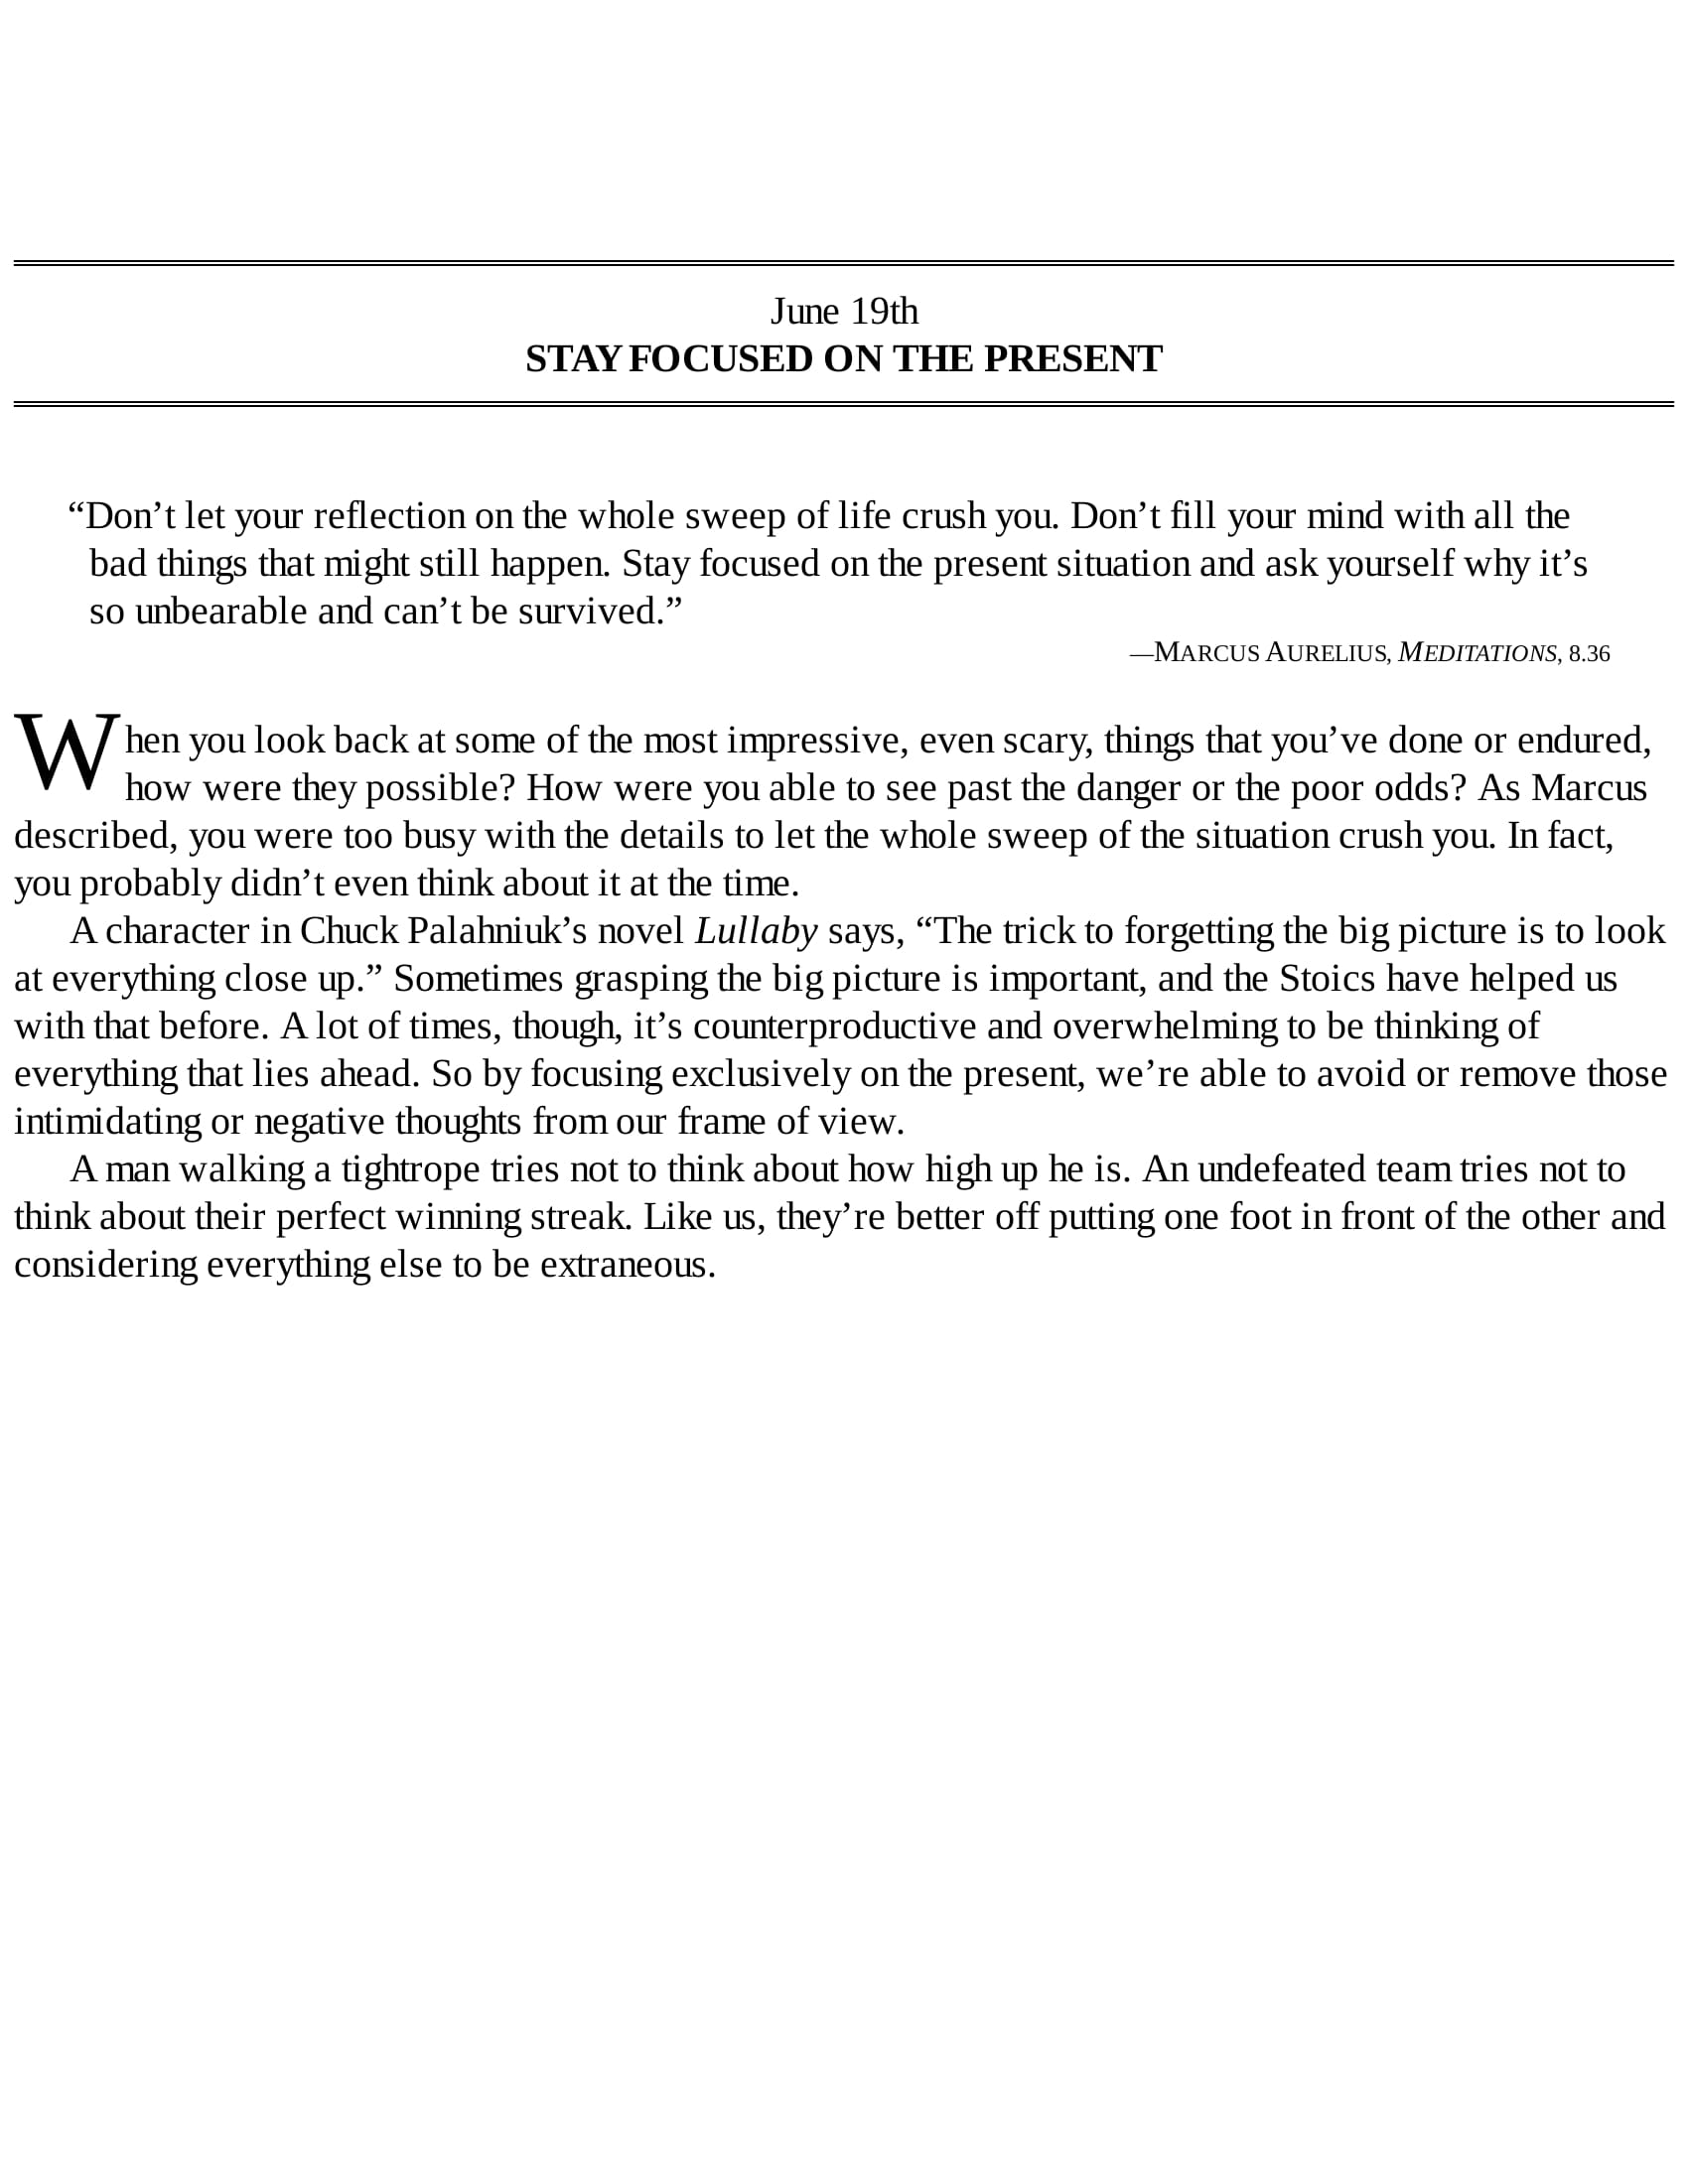 June 19th
STAY FOCUSED ON THE PRESENT
“Don’t let your reflection on the whole sweep of life crush you. Don’t fill your mind with all the
bad things that might still happen. Stay focused on the present situation and ask yourself why it’s
so unbearable and can’t be survived.”
—MARCUS AURELIUS, MEDITATIONS, 8.36
When you look back at some of the most impressive, even scary, things that you’ve done or endured,
how were they possible? How were you able to see past the danger or the poor odds? As Marcus
described, you were too busy with the details to let the whole sweep of the situation crush you. In fact,
you probably didn’t even think about it at the time.
A character in Chuck Palahniuk’s novel Lullaby says, “The trick to forgetting the big picture is to look
at everything close up.” Sometimes grasping the big picture is important, and the Stoics have helped us
with that before. A lot of times, though, it’s counterproductive and overwhelming to be thinking of
everything that lies ahead. So by focusing exclusively on the present, we’re able to avoid or remove those
intimidating or negative thoughts from our frame of view.
A man walking a tightrope tries not to think about how high up he is. An undefeated team tries not to
think about their perfect winning streak. Like us, they’re better off putting one foot in front of the other and
considering everything else to be extraneous.